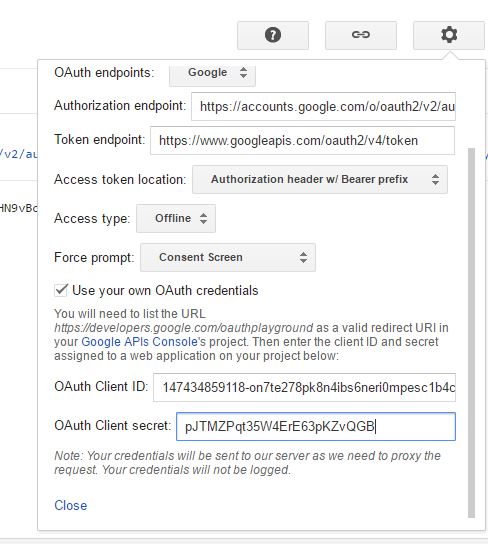 OAuth endpoints: Google
Authorization endpoint: https://accounts.google.com/o/oauth2/v2/au
Token endpoint: https://www.googleapis.com/oauth2/v4/token
/v2/au
Access token location: Authorization header w/ Bearer prefix
HN9vBc
Access type: Offline
Force prompt: Consent Screen
Use your own OAuth credentials
You will need to list the URL
https://developers.google.com/oauthplayground as a valid redirect URI in
your Google APIs Console's project. Then enter the client ID and secret
assigned to a web application on your project below:
OAuth Client ID: 147434859118-on7te278pk8n4ibs6neri0mpesc1b4c
OAuth Client secret: pJTMZPqt35W4ErE63pKZvQGB
Note: Your credentials will be sent to our server as we need to proxy the
request. Your credentials will not be logged.
Close